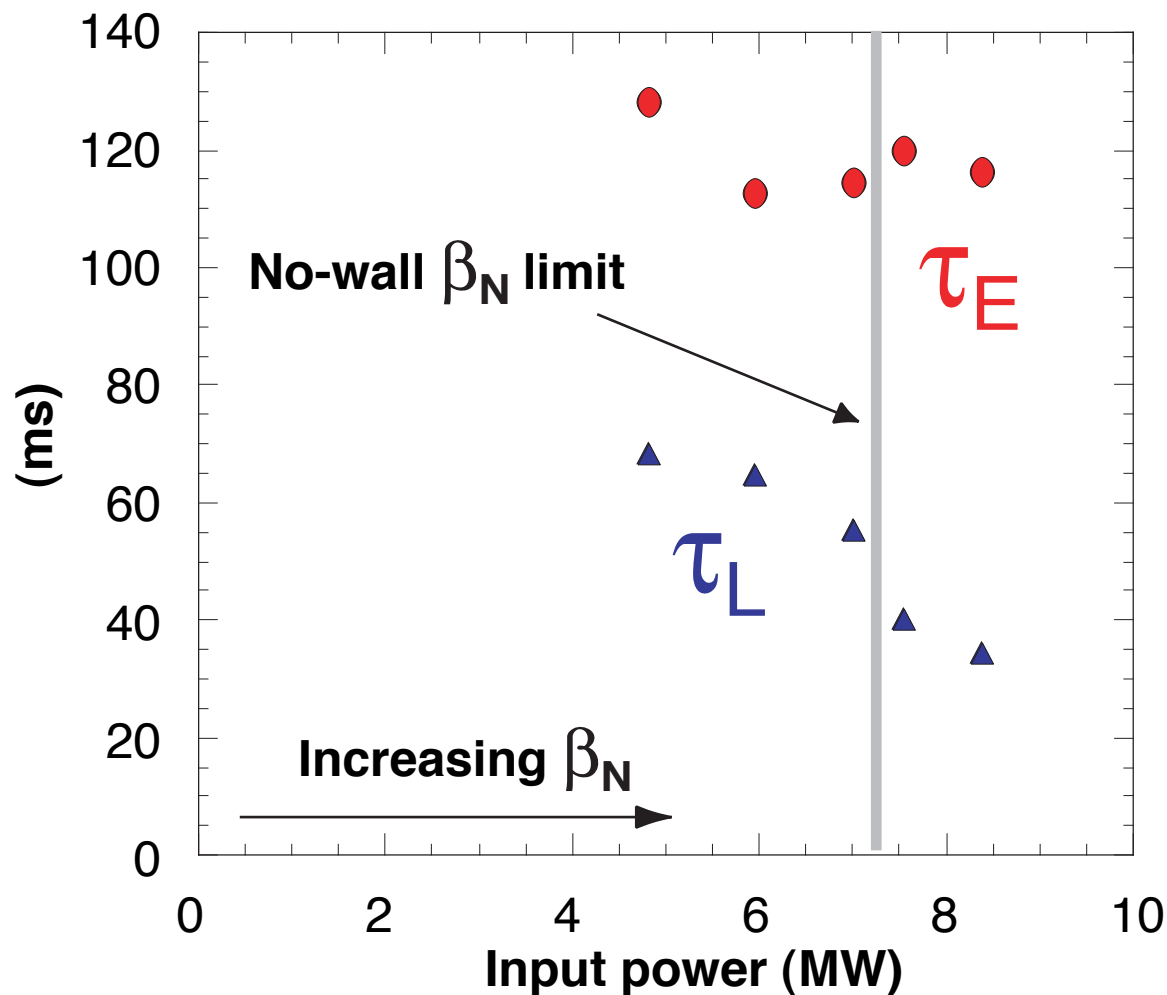 140
120
100
80
60
40
20
0
(ms)
No-wall βN limit
τE
τL
Increasing βN
0 2 4 6 8 10
Input power (MW)